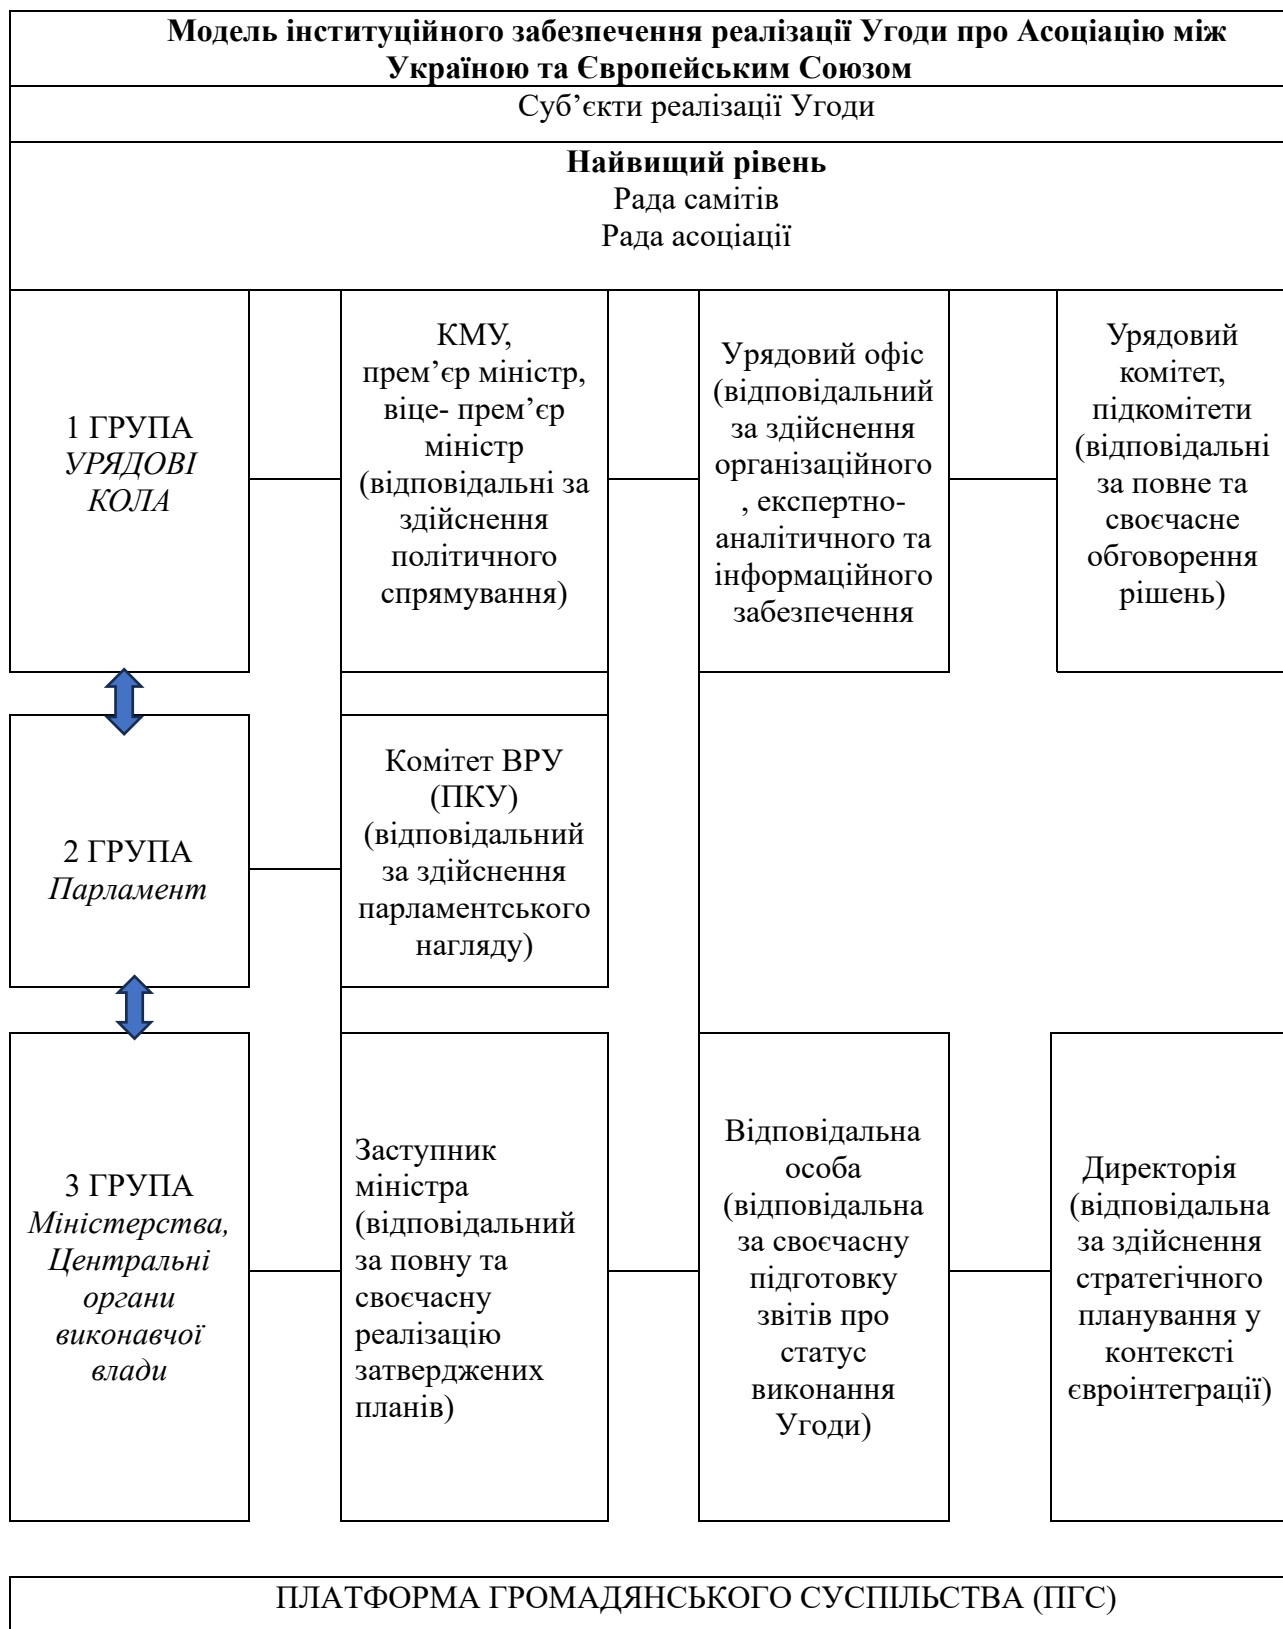 Модель інституційного забезпечення реалізації Угоди про Асоціацію між
Україною та Європейським Союзом
Суб’єкти реалізації Угоди
Найвищий рівень
Рада самітів
Рада асоціації
1 ГРУПА
УРЯДОВІ
КОЛА
КМУ,
прем’єр міністр,
віце- прем’єр
міністр
(відповідальні за
здійснення
політичного
спрямування)
Урядовий офіс
(відповідальний
за здійснення
організаційного
, експертно-
аналітичного та
інформаційного
забезпечення
Урядовий
комітет,
підкомітети
(відповідальні
за повне та
своєчасне
обговорення
рішень)
2 ГРУПА
Парламент
Комітет ВРУ
(ПКУ)
(відповідальний
за здійснення
парламентського
нагляду)
3 ГРУПА
Міністерства,
Центральні
органи
виконавчої
влади
Заступник
міністра
(відповідальний
за повну та
своєчасну
реалізацію
затверджених
планів)
Відповідальна
особа
(відповідальна
за своєчасну
підготовку
звітів про
статус
виконання
Угоди)
Директорія
(відповідальна
за здійснення
стратегічного
планування у
контексті
євроінтеграції)
ПЛАТФОРМА ГРОМАДЯНСЬКОГО СУСПІЛЬСТВА (ПГС)